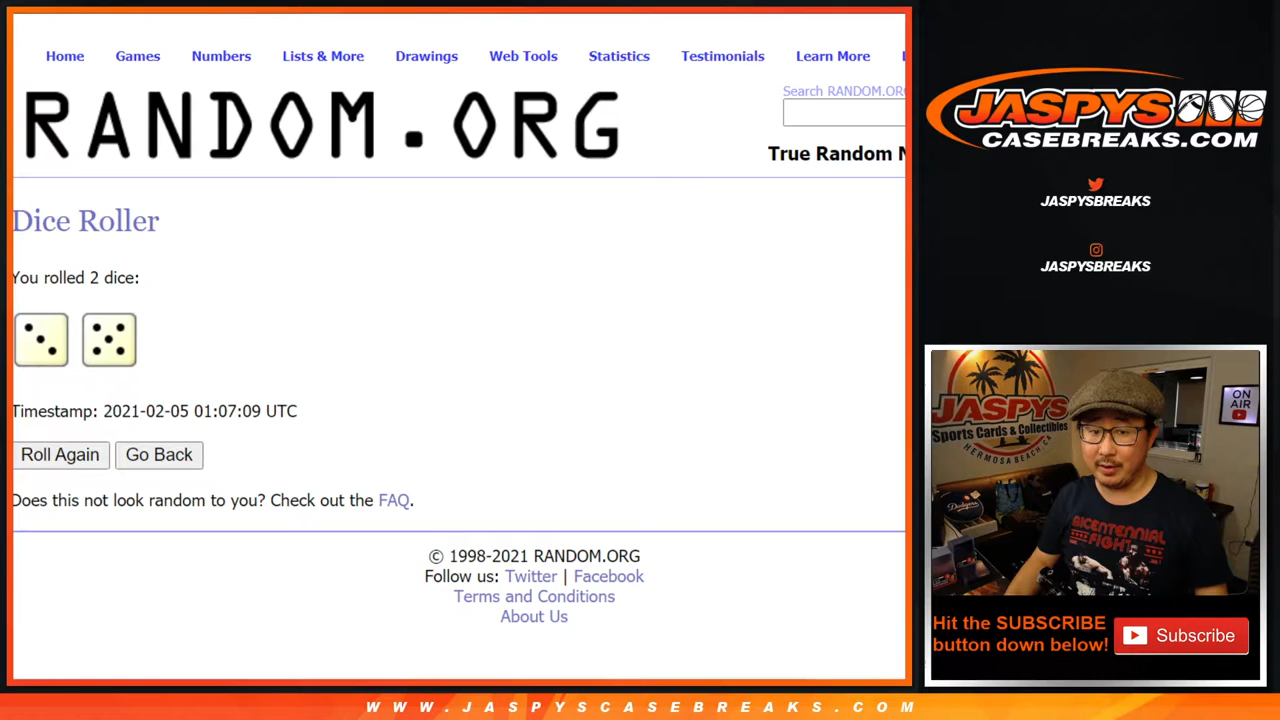 Home Games Numbers Lists & More Drawings Web Tools Statistics Testimonials Learn More
RANDOM.ORG
Search RANDOM.ORG
True Random N
Dice Roller
You rolled 2 dice:
Timestamp: 2021-02-05 01:07:09 UTC
Roll Again Go Back
Does this not look random to you? Check out the FAQ.
© 1998-2021 RANDOM.ORG
Follow us: Twitter | Facebook
Terms and Conditions
About Us
JASPYS
CASEBREAKS.COM
JASPYSBREAKS
JASPYSBREAKS
JASPYS
Sports Cards & Collectibles
HERMOSA BEACH, CA
ON
AIR
Dodgers
BICENTENNIAL
FIGHT
Hit the SUBSCRIBE
button down below!
Subscribe
WWW.JASPYSCASEBREAKS.COM